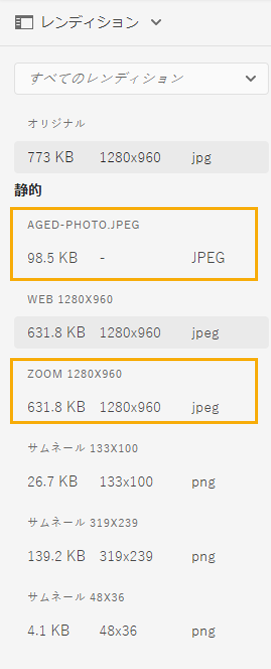 レンディション
すべてのレンディション
オリジナル
773 KB 1280x960 jpg
静的
AGED-PHOTO.JPEG
98.5 KB - JPEG
WEB 1280X960
631.8 KB 1280x960 jpeg
ZOOM 1280X960
631.8 KB 1280x960 jpeg
サムネール 133X100
26.7 KB 133x100 png
サムネール 319X239
139.2 KB 319x239 png
サムネール 48X36
4.1 KB 48x36 png